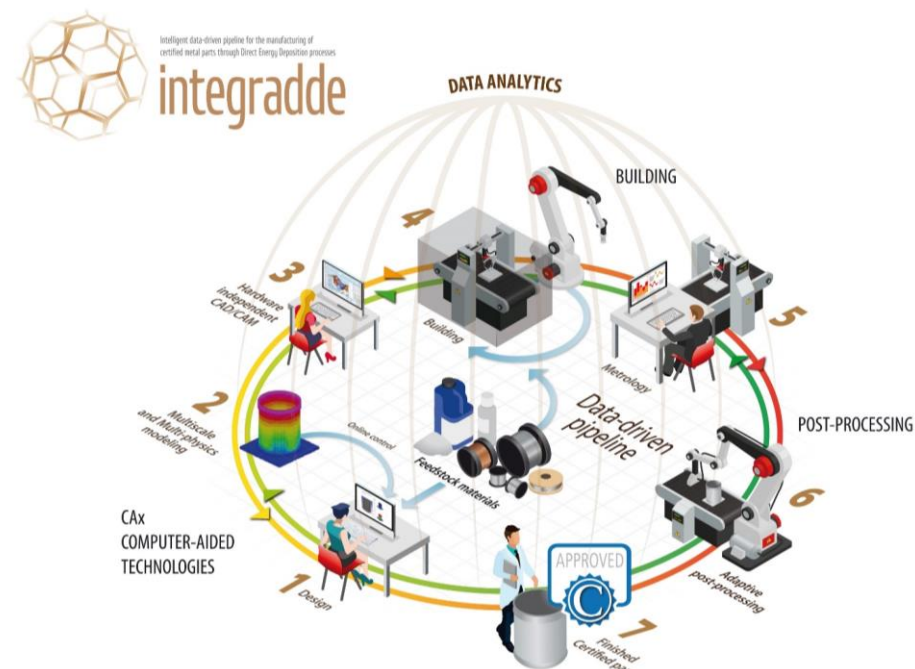 Intelligent data-driven pipeline for the manufacturing of
certified metal parts through Direct Energy Deposition processes
integradde
DATA ANALYTICS
BUILDING
4
3
Hardware
independent
CAD/CAM
Building
5
Metrology
2
Multiscale
and Multi-physics
modeling
Online control
Feedstock materials
Data-driven
pipeline
POST-PROCESSING
6
Adaptive
post-processing
CAx
COMPUTER-AIDED
TECHNOLOGIES
1
Design
APPROVED
C
7
Finished
Certified